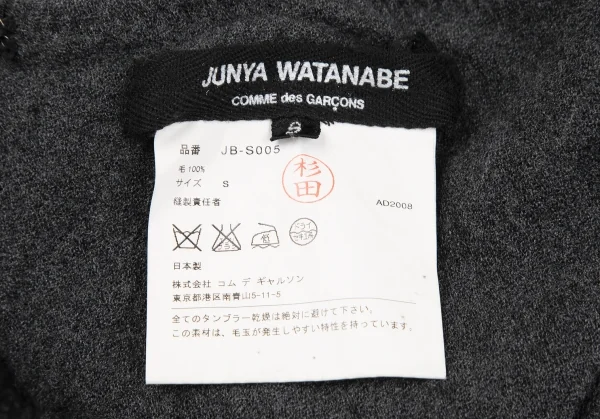 JUNYA WATANABE
COMME des GARÇONS
S
品番 JB-S005
毛100%
サイズ S
杉田
縫製責任者
AD2008
低
ドライ
日本製
株式会社 コム デ ギャルソン
東京都港区南青山5-11-5
全てのタンブラー乾燥は絶対に避けて下さい。
この素材は、毛玉が発生しやすい特性を持っています。